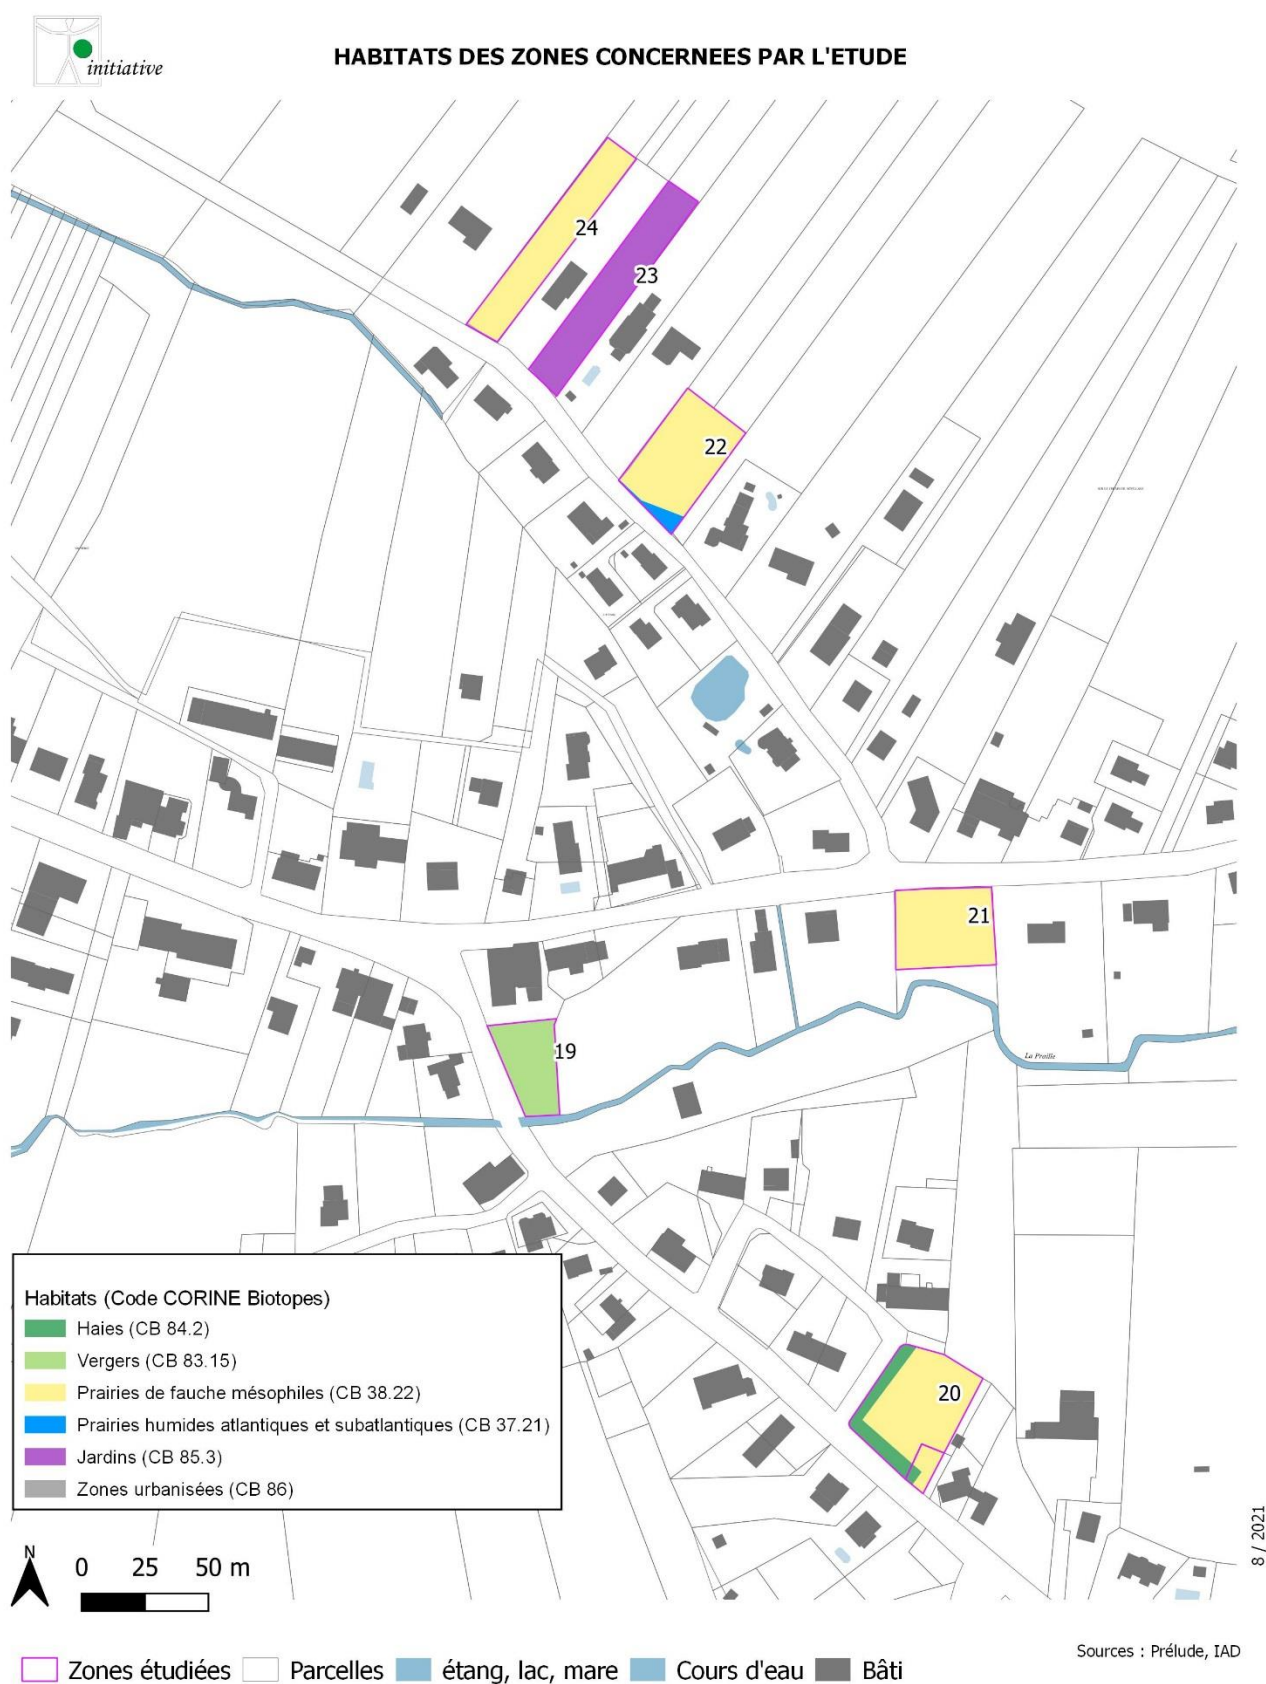 initiative
HABITATS DES ZONES CONCERNEES PAR L'ETUDE
24
23
22
21
19
La Praille
20
Habitats (Code CORINE Biotopes)
Haies (CB 84.2)
Vergers (CB 83.15)
Prairies de fauche mésophiles (CB 38.22)
Prairies humides atlantiques et subatlantiques (CB 37.21)
Jardins (CB 85.3)
Zones urbanisées (CB 86)
N
0 25 50 m
8 / 2021
Sources : Prélude, IAD
Zones étudiées Parcelles étang, lac, mare Cours d'eau Bâti